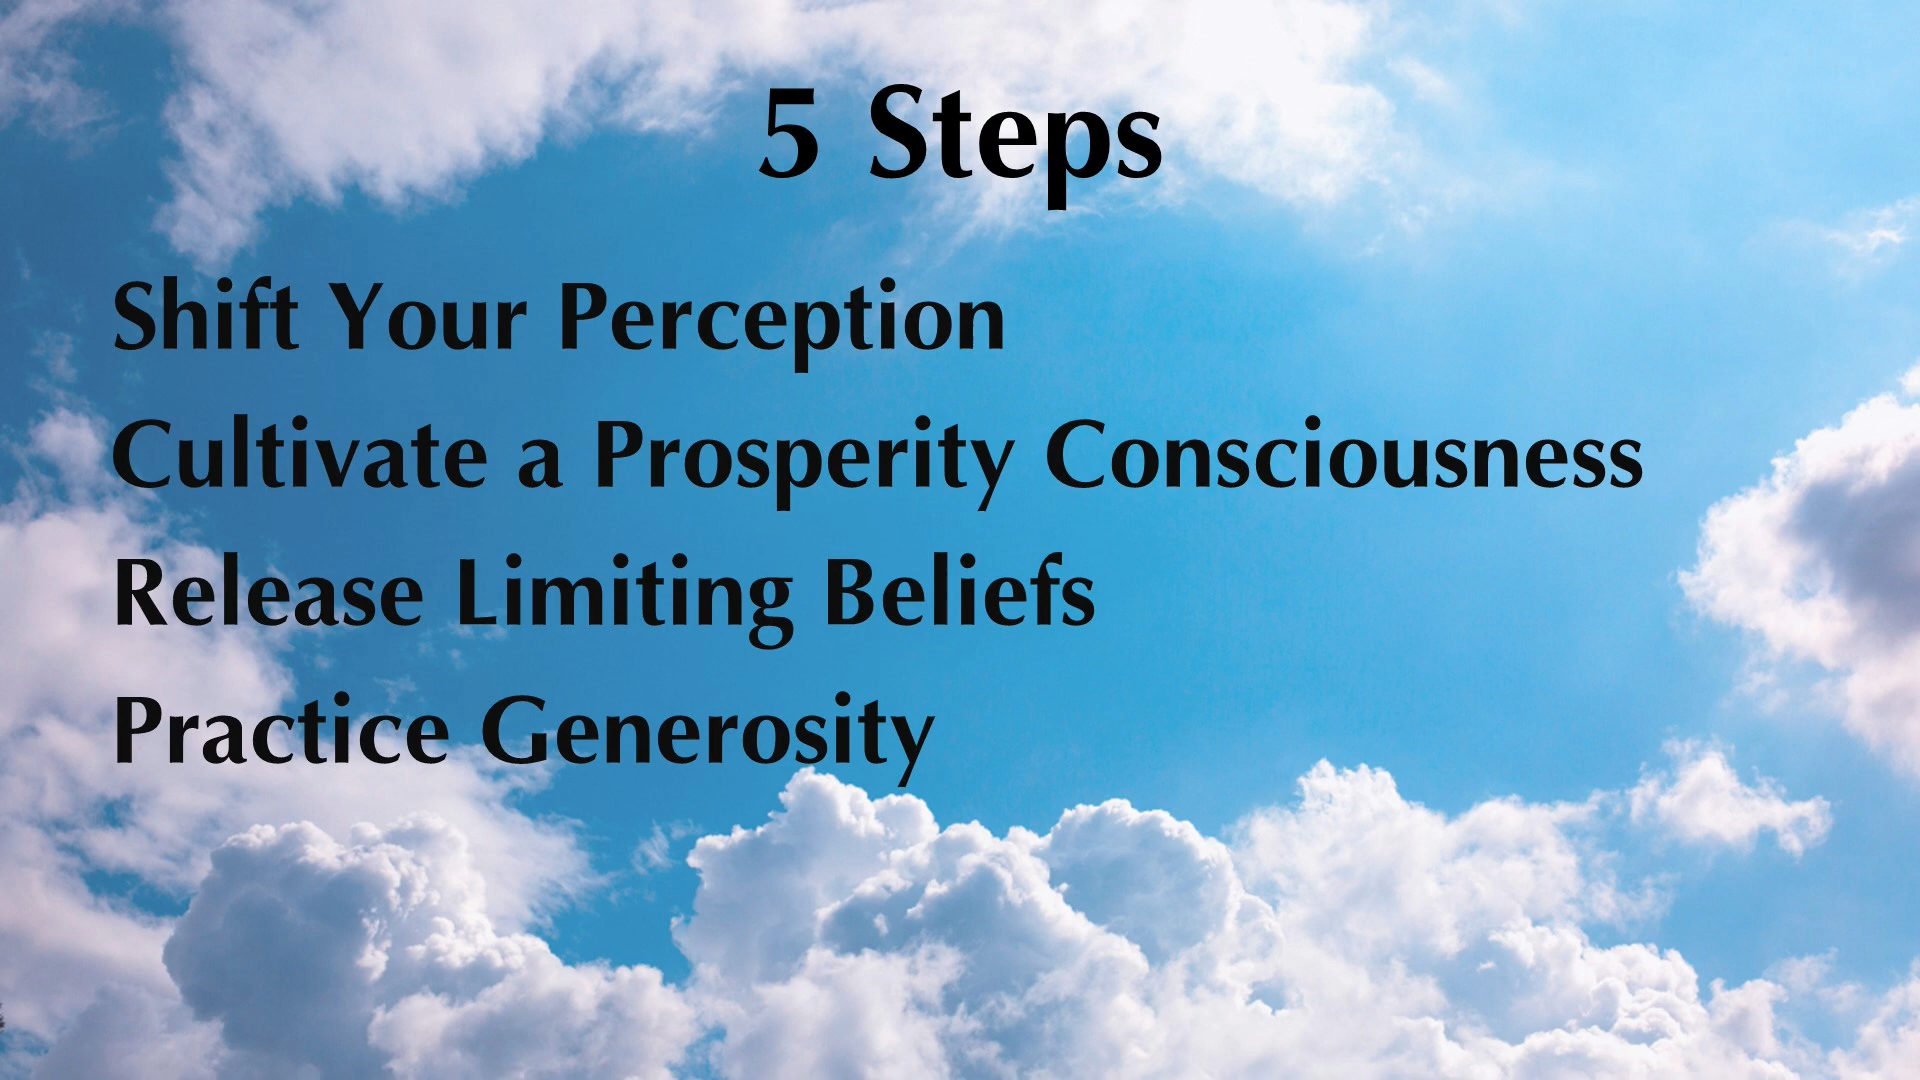 5 Steps
Shift Your Perception
Cultivate a Prosperity Consciousness
Release Limiting Beliefs
Practice Generosity